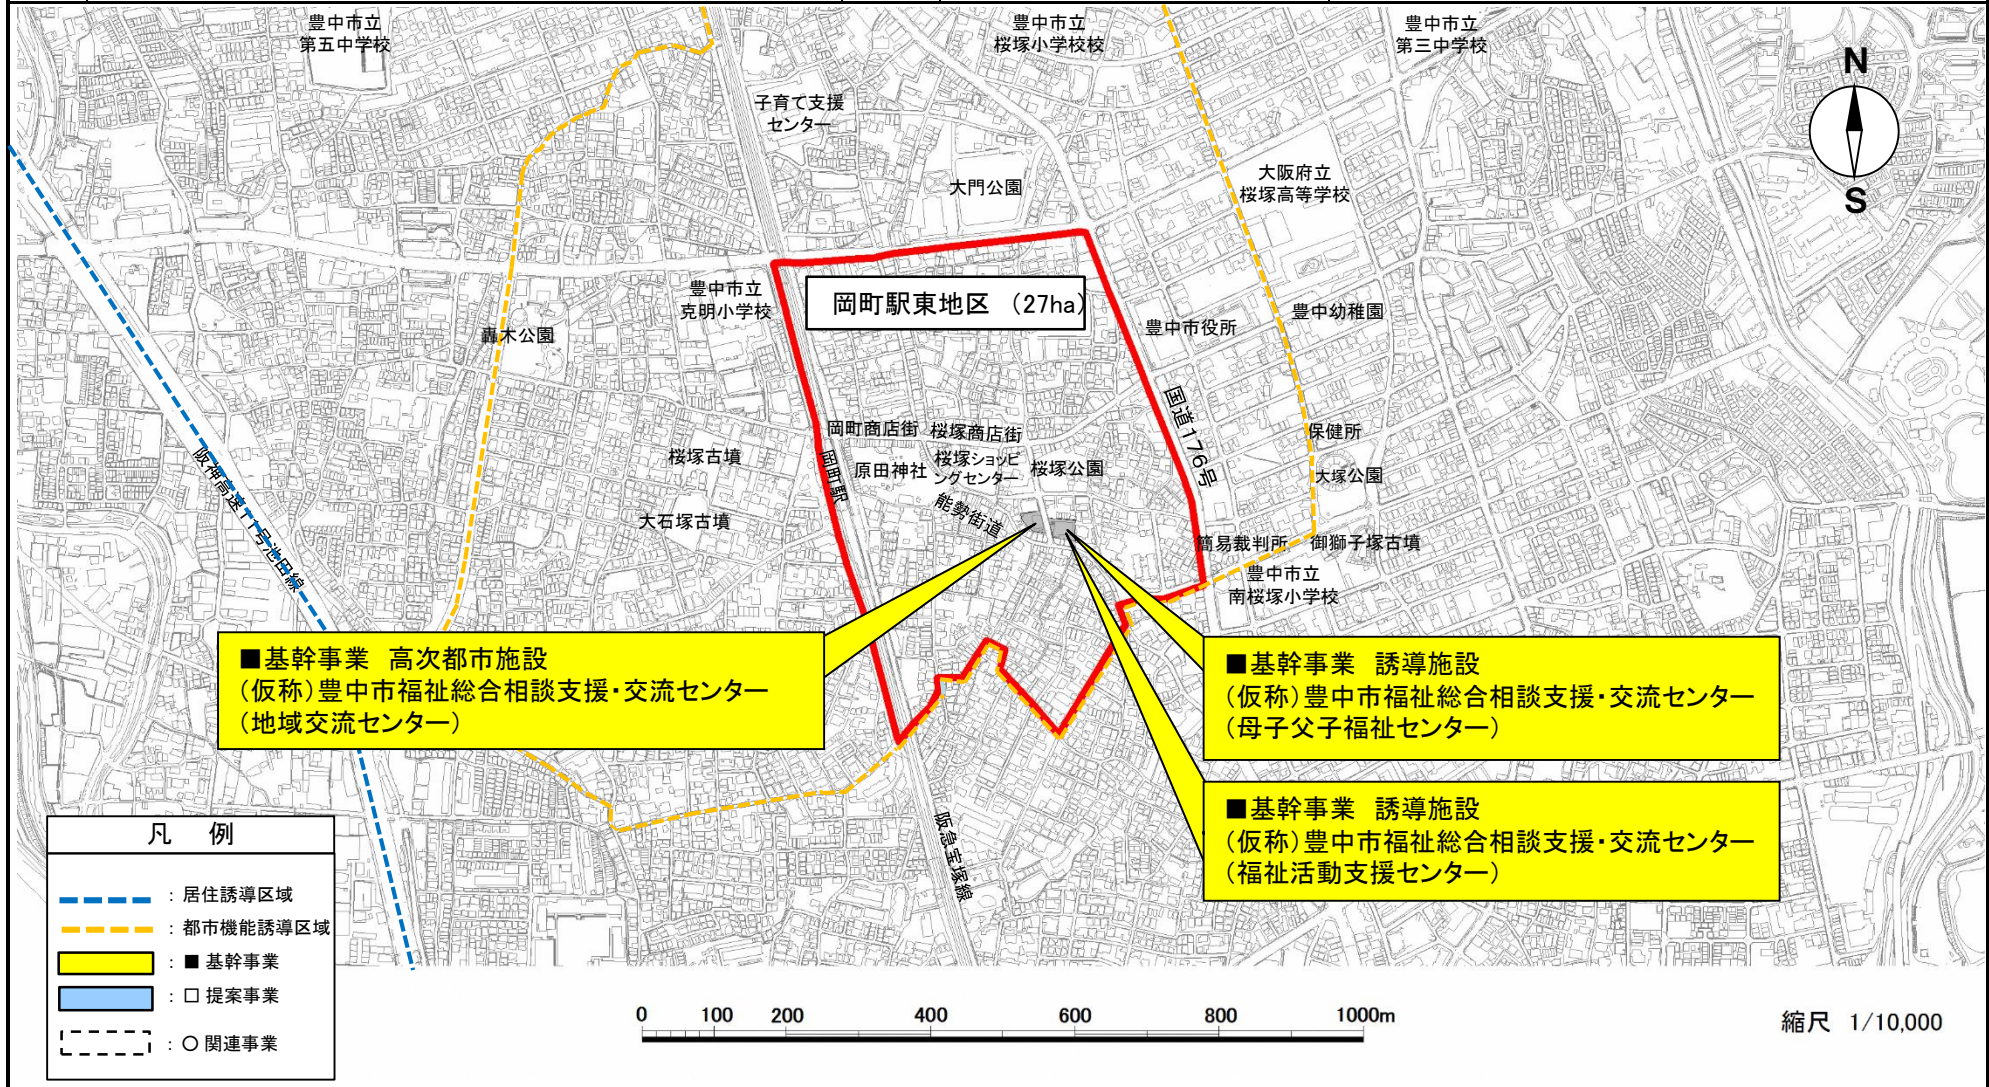 豊中市立
第五中学校
豊中市立
桜塚小学校校
豊中市立
第三中学校
N
S
子育て支援
センター
大門公園
大阪府立
桜塚高等学校
豊中市立
克明小学校
岡町駅東地区 （27ha）
轟木公園
豊中市役所
豊中幼稚園
国道176号
岡町商店街
桜塚商店街
保健所
桜塚古墳
岡町駅
原田神社
桜塚ショッピ
ングセンター
桜塚公園
大塚公園
阪神高速11号池田線
大石塚古墳
能勢街道
簡易裁判所
御獅子塚古墳
豊中市立
南桜塚小学校
■基幹事業 高次都市施設
（仮称）豊中市福祉総合相談支援・交流センター
（地域交流センター）
■基幹事業 誘導施設
（仮称）豊中市福祉総合相談支援・交流センター
（母子父子福祉センター）
■基幹事業 誘導施設
（仮称）豊中市福祉総合相談支援・交流センター
（福祉活動支援センター）
阪急宝塚線
凡 例
：居住誘導区域
：都市機能誘導区域
：■ 基幹事業
：□ 提案事業
：○ 関連事業
0 100 200 400 600 800 1000m
縮尺 1/10,000